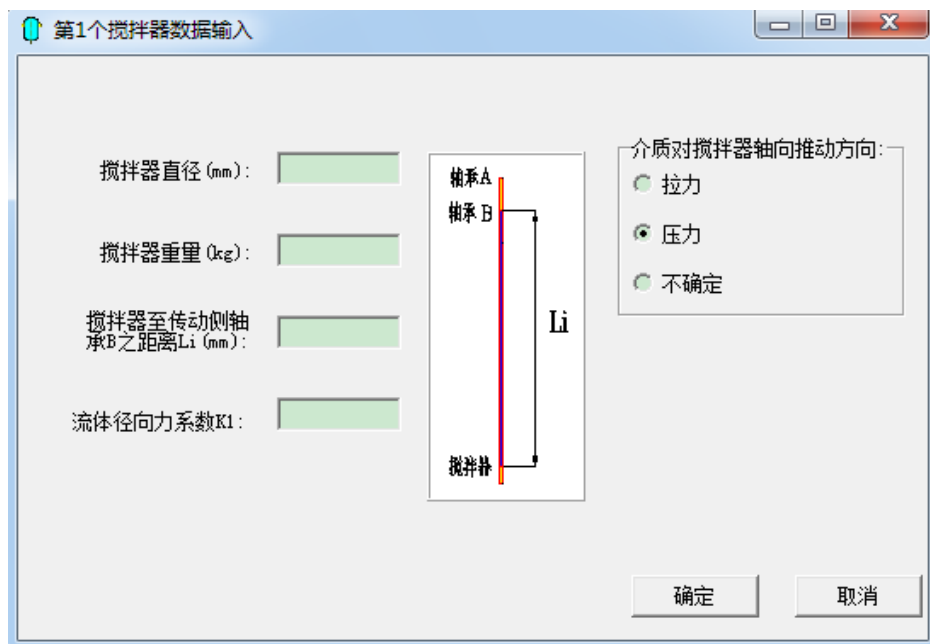 第1个搅拌器数据输入
搅拌器直径(mm):
搅拌器重量(kg):
搅拌器至传动侧轴
承B之距离Li(mm):
流体径向力系数K1:
轴承A
轴承B
Li
搅拌器
介质对搅拌器轴向推动方向:
拉力
压力
不确定
确定
取消